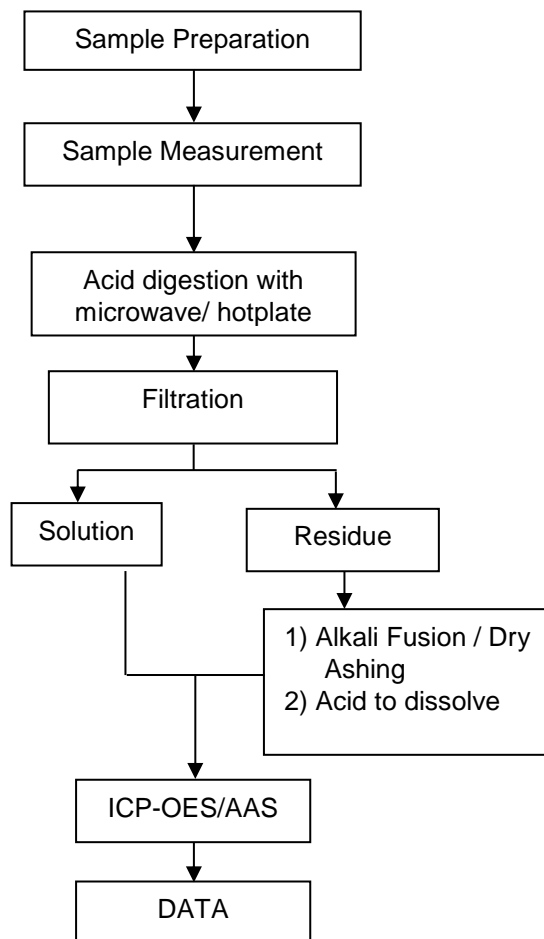 Sample Preparation
Sample Measurement
Acid digestion with
microwave/ hotplate
Filtration
Solution
Residue
1) Alkali Fusion / Dry
Ashing
2) Acid to dissolve
ICP-OES/AAS
DATA